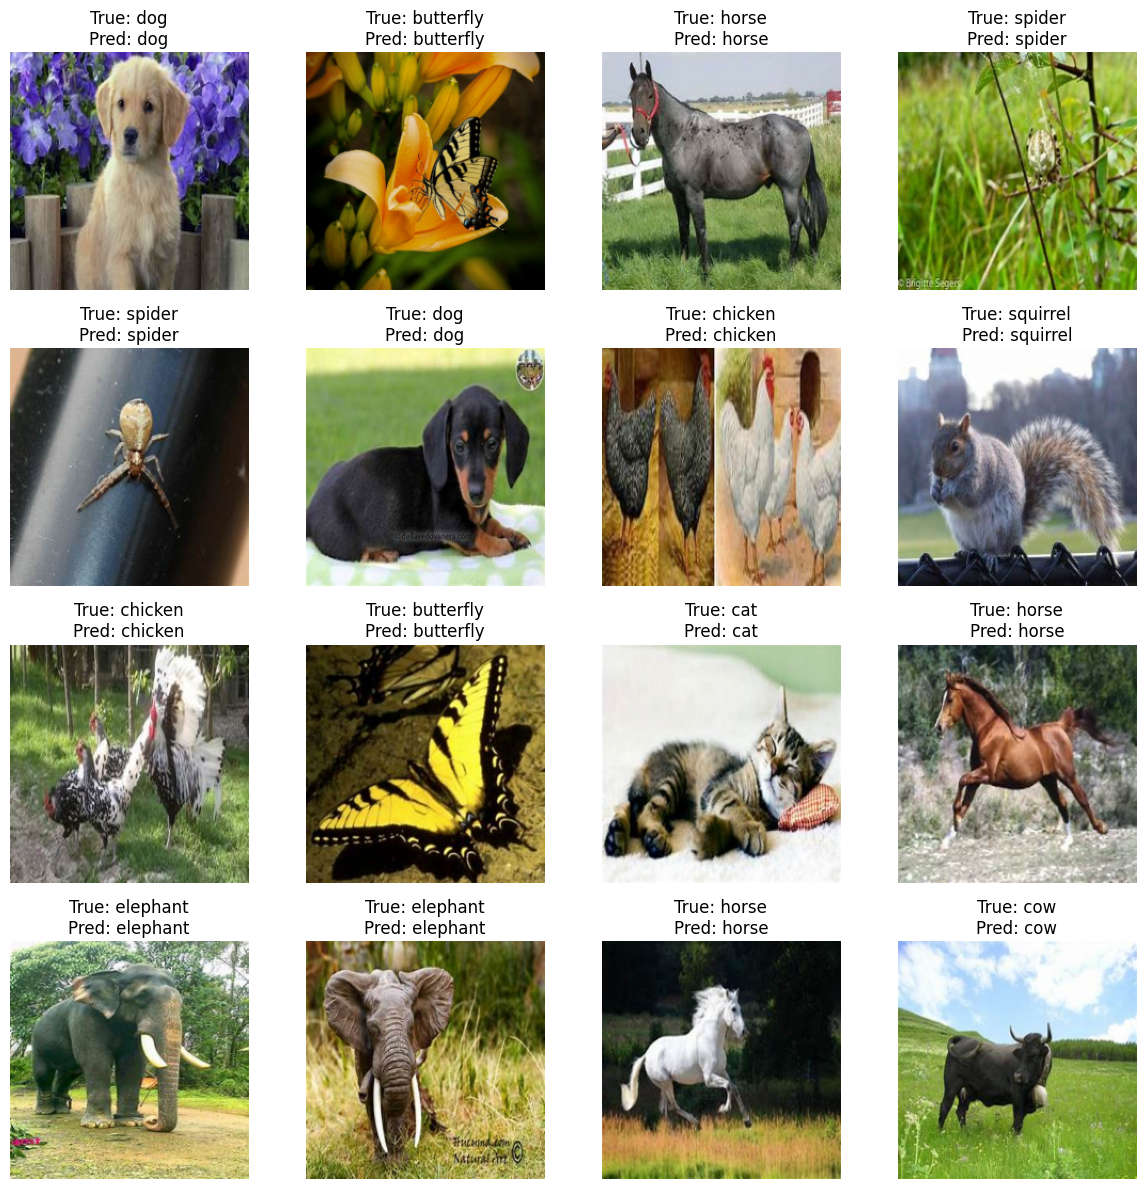 True: dog
Pred: dog
True: butterfly
Pred: butterfly
True: horse
Pred: horse
True: spider
Pred: spider
© Brigitte Segers
True: spider
Pred: spider
True: dog
Pred: dog
True: chicken
Pred: chicken
True: squirrel
Pred: squirrel
True: chicken
Pred: chicken
True: butterfly
Pred: butterfly
True: cat
Pred: cat
True: horse
Pred: horse
True: elephant
Pred: elephant
True: elephant
Pred: elephant
Natural Art ©
True: horse
Pred: horse
True: cow
Pred: cow